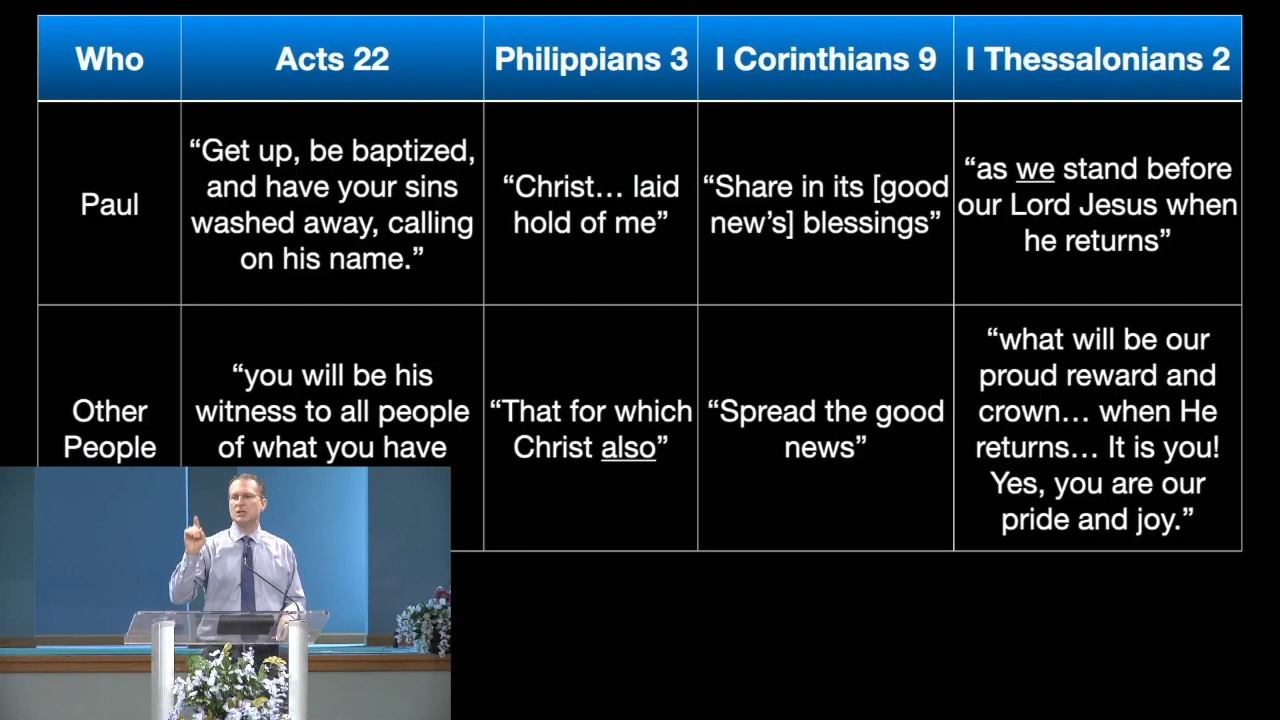 Who Acts 22 Philippians 3 I Corinthians 9 I Thessalonians 2
Paul
“Get up, be baptized,
and have your sins
washed away, calling
on his name.”
“Christ… laid
hold of me”
“Share in its [good
new’s] blessings”
“as we stand before
our Lord Jesus when
he returns”
Other
People
“you will be his
witness to all people
of what you have
“That for which
Christ also”
“Spread the good
news”
“what will be our
proud reward and
crown… when He
returns… It is you!
Yes, you are our
pride and joy.”